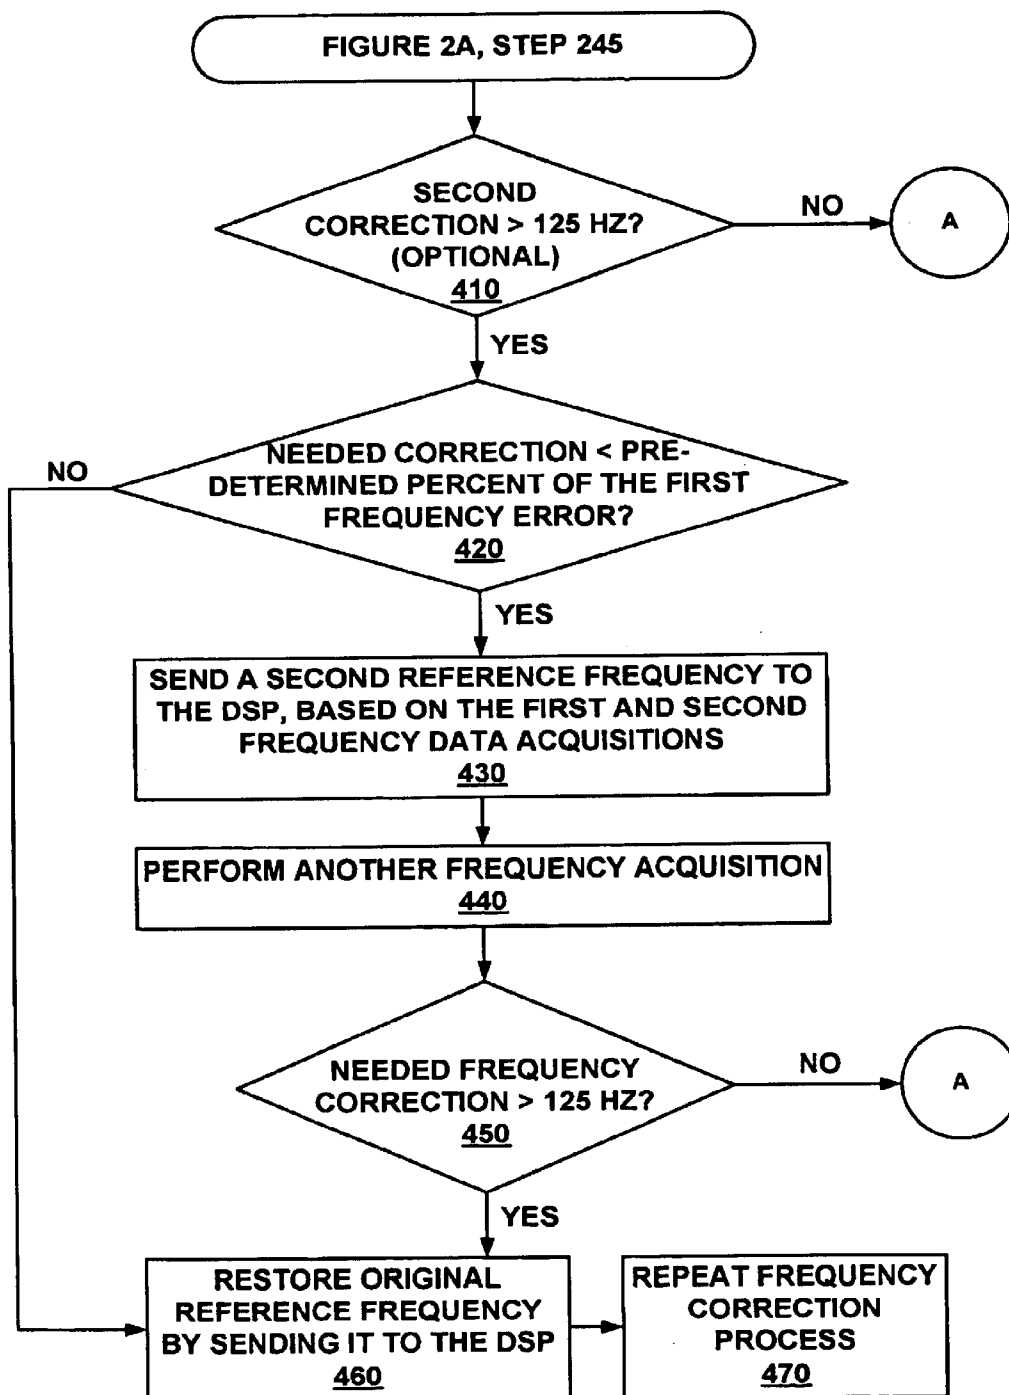 FIGURE 2A, STEP 245
SECOND
CORRECTION > 125 HZ?
(OPTIONAL)
410
NO
A
YES
NEEDED CORRECTION < PRE-
DETERMINED PERCENT OF THE FIRST
FREQUENCY ERROR?
420
NO
YES
SEND A SECOND REFERENCE FREQUENCY TO
THE DSP, BASED ON THE FIRST AND SECOND
FREQUENCY DATA ACQUISITIONS
430
PERFORM ANOTHER FREQUENCY ACQUISITION
440
NEEDED FREQUENCY
CORRECTION > 125 HZ?
450
NO
A
YES
RESTORE ORIGINAL
REFERENCE FREQUENCY
BY SENDING IT TO THE DSP
460
REPEAT FREQUENCY
CORRECTION
PROCESS
470